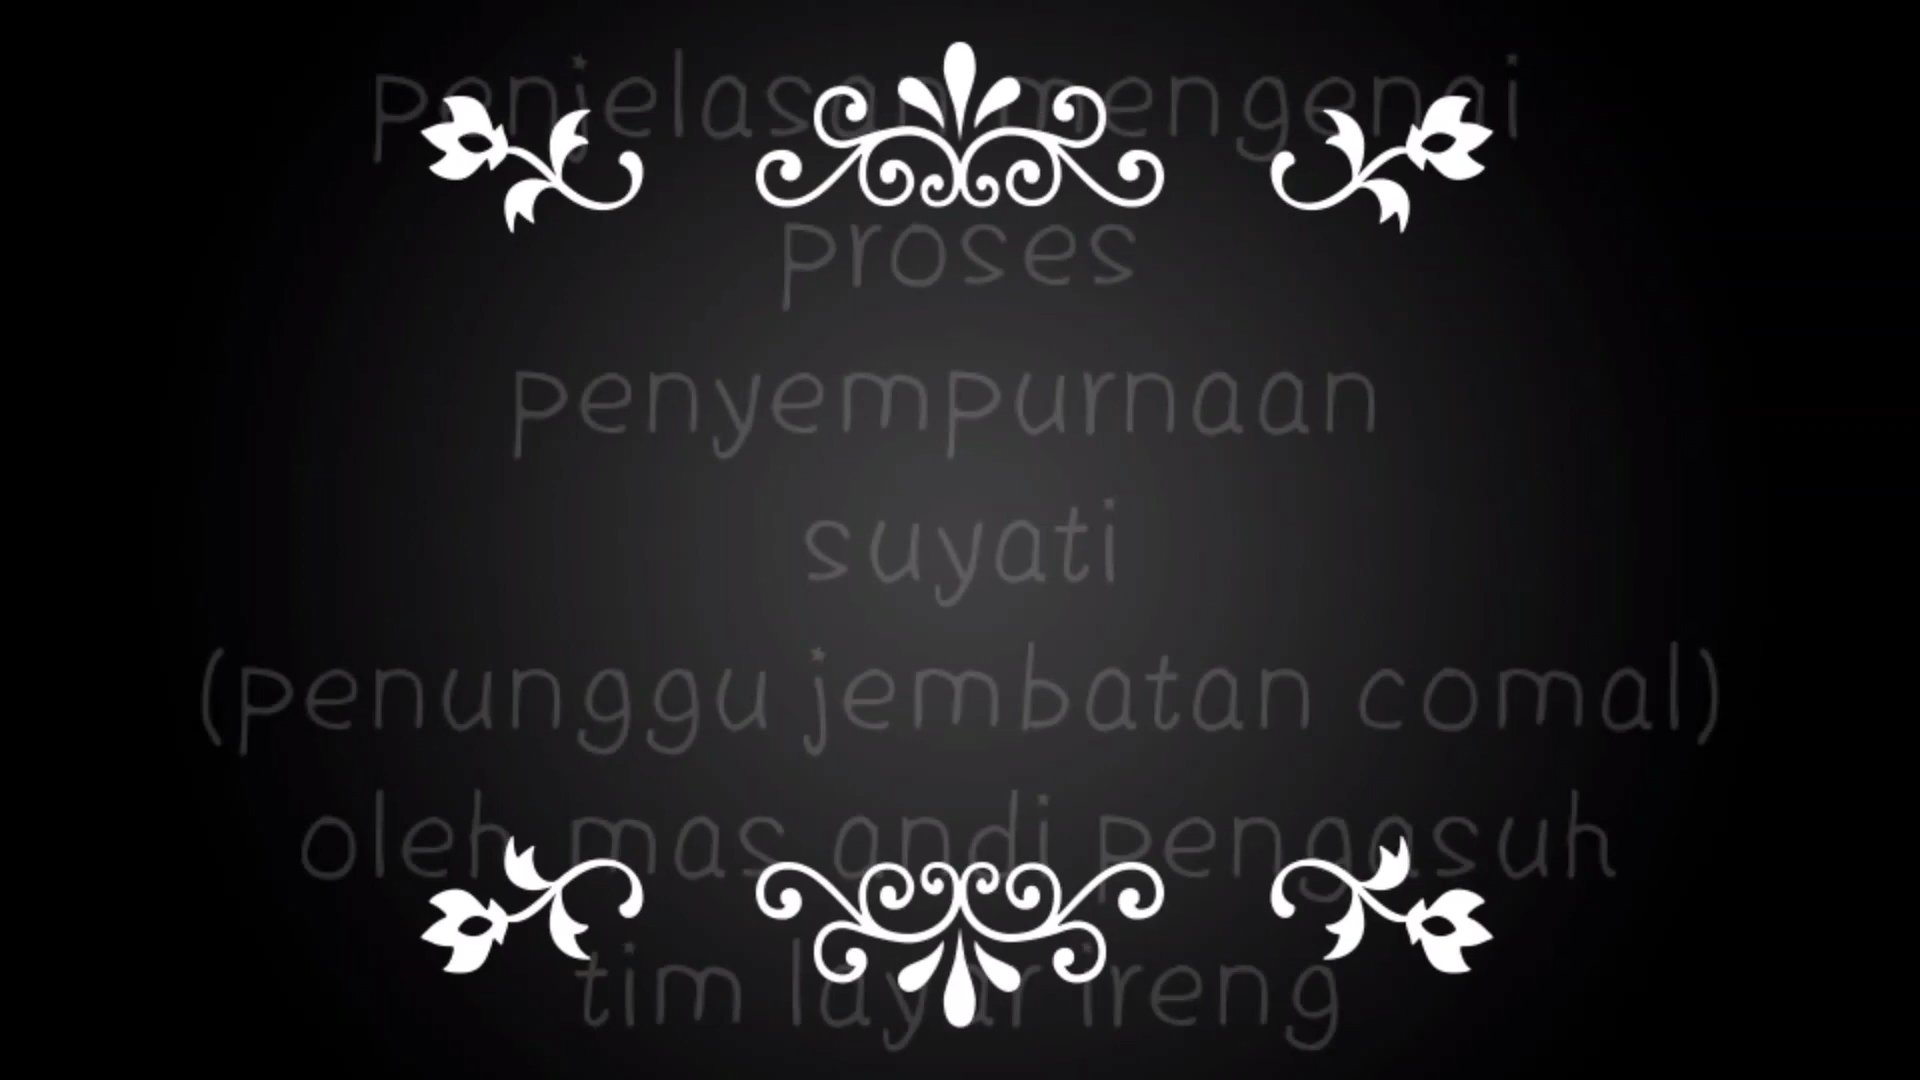 penjelasan mengenai
proses
penyempurnaan
suyati
(penunggu jembatan comal)
oleh mas andi pengasuh
tim layar ireng